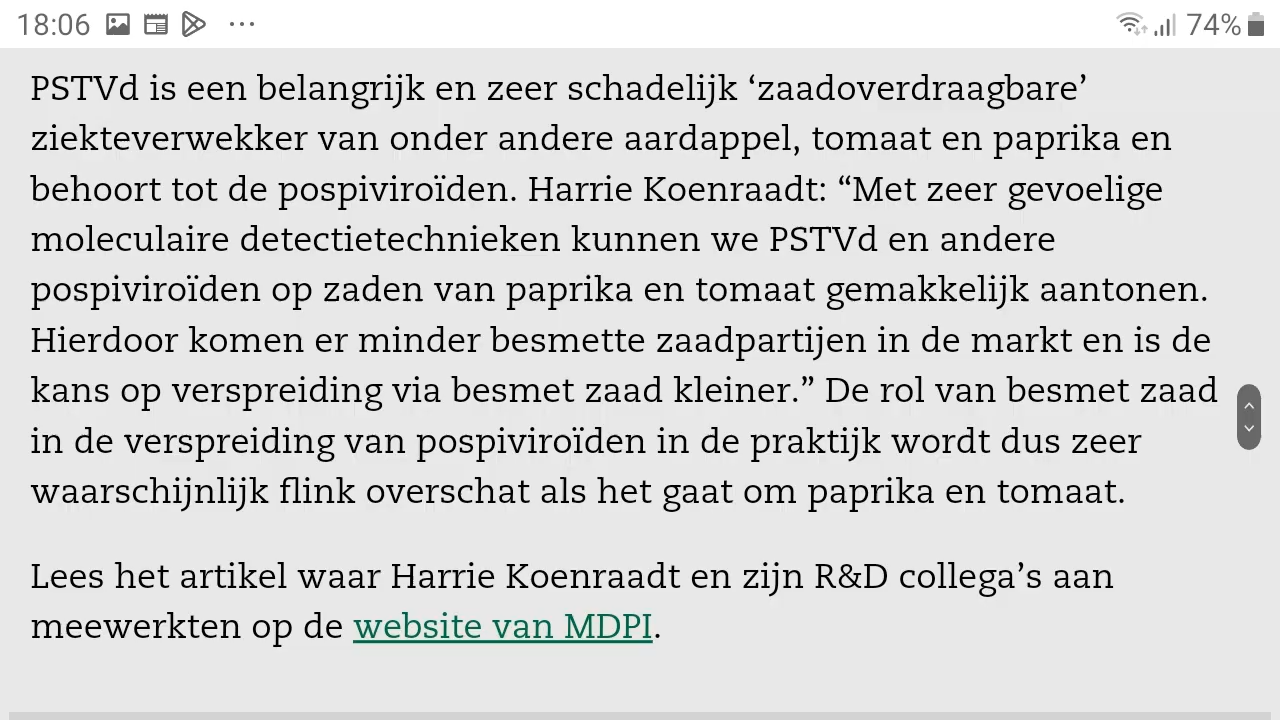 18:06 ... 74%
PSTVd is een belangrijk en zeer schadelijk ‘zaadoverdraagbare’
ziekteverwekker van onder andere aardappel, tomaat en paprika en
behoort tot de pospiviroïden. Harrie Koenraadt: “Met zeer gevoelige
moleculaire detectietechnieken kunnen we PSTVd en andere
pospiviroïden op zaden van paprika en tomaat gemakkelijk aantonen.
Hierdoor komen er minder besmette zaadpartijen in de markt en is de
kans op verspreiding via besmet zaad kleiner.” De rol van besmet zaad
in de verspreiding van pospiviroïden in de praktijk wordt dus zeer
waarschijnlijk flink overschat als het gaat om paprika en tomaat.
Lees het artikel waar Harrie Koenraadt en zijn R&D collega’s aan
meewerkten op de website van MDPI.